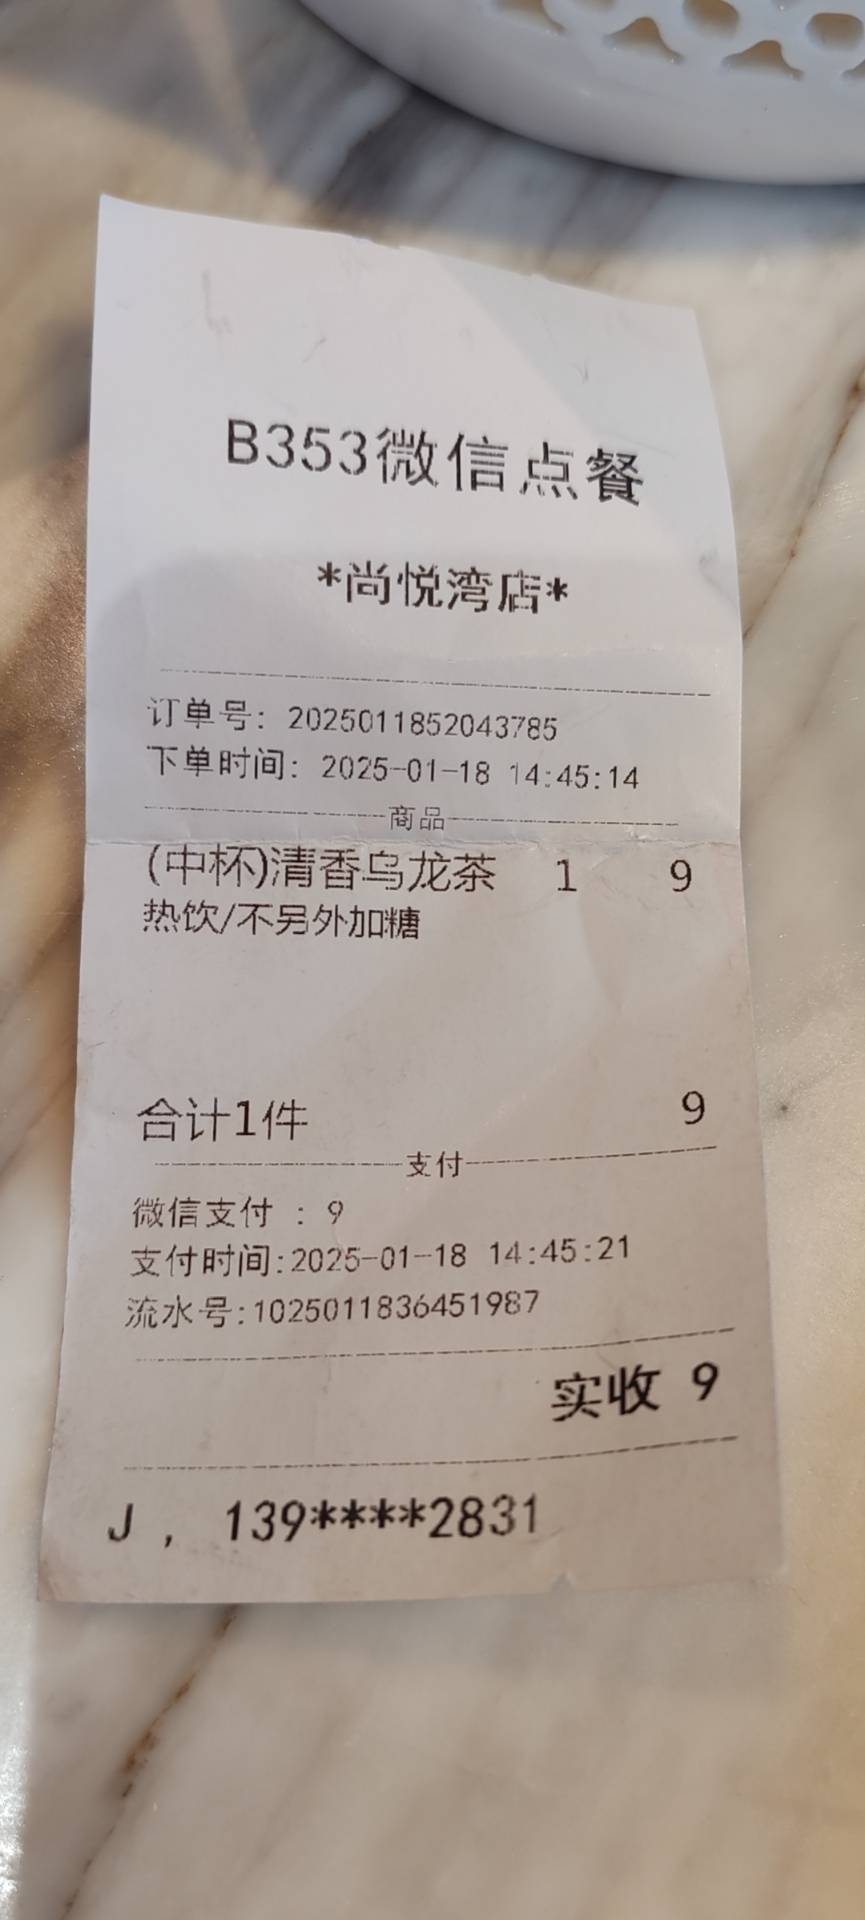 B353微信点餐
*尚悦湾店*
订单号: 2025011852043785
下单时间: 2025-01-18 14:45:14
商品
(中杯)清香乌龙茶 1 9
热饮/不另外加糖
合计1件 9
支付
微信支付 : 9
支付时间:2025-01-18 14:45:21
流水号:1025011836451987
实收 9
J , 139****2831